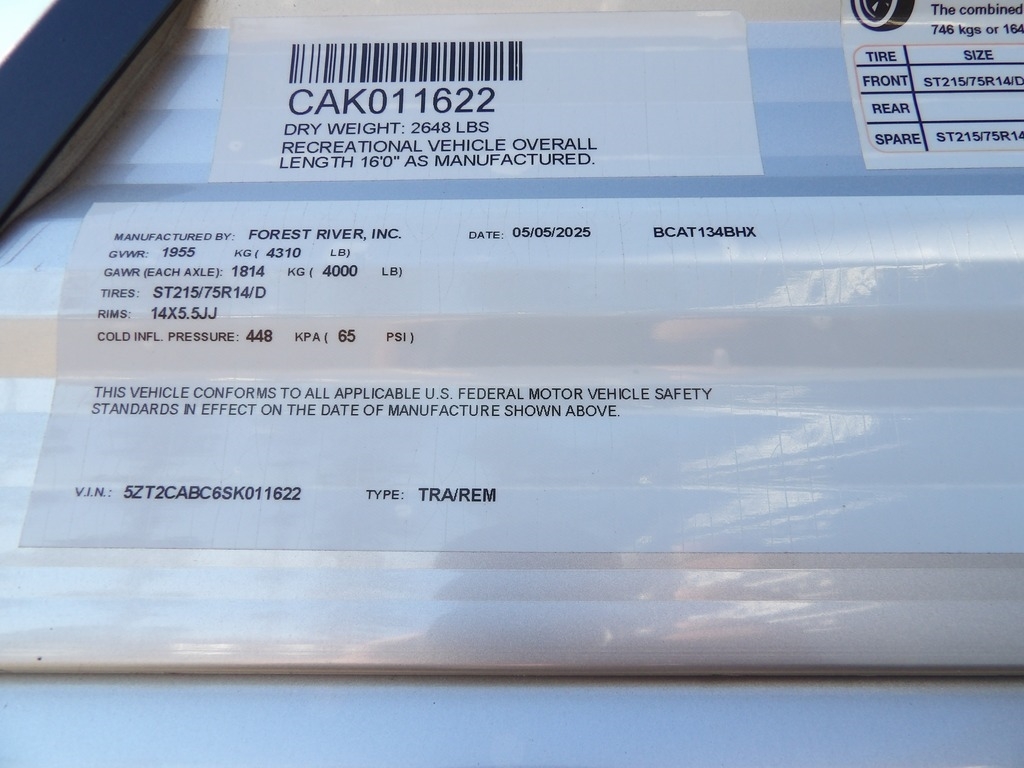 CAK011622
DRY WEIGHT: 2648 LBS
RECREATIONAL VEHICLE OVERALL
LENGTH 16'0" AS MANUFACTURED.
The combined
746 kgs or 164
TIRE SIZE
FRONT ST215/75R14/D
REAR
SPARE ST215/75R14
MANUFACTURED BY: FOREST RIVER, INC. DATE: 05/05/2025 BCAT134BHX
GVWR: 1955 KG ( 4310 LB)
GAWR (EACH AXLE): 1814 KG ( 4000 LB)
TIRES: ST215/75R14/D
RIMS: 14X5.5JJ
COLD INFL. PRESSURE: 448 KPA ( 65 PSI )
THIS VEHICLE CONFORMS TO ALL APPLICABLE U.S. FEDERAL MOTOR VEHICLE SAFETY
STANDARDS IN EFFECT ON THE DATE OF MANUFACTURE SHOWN ABOVE.
V.I.N.: 5ZT2CABC6SK011622 TYPE: TRA/REM